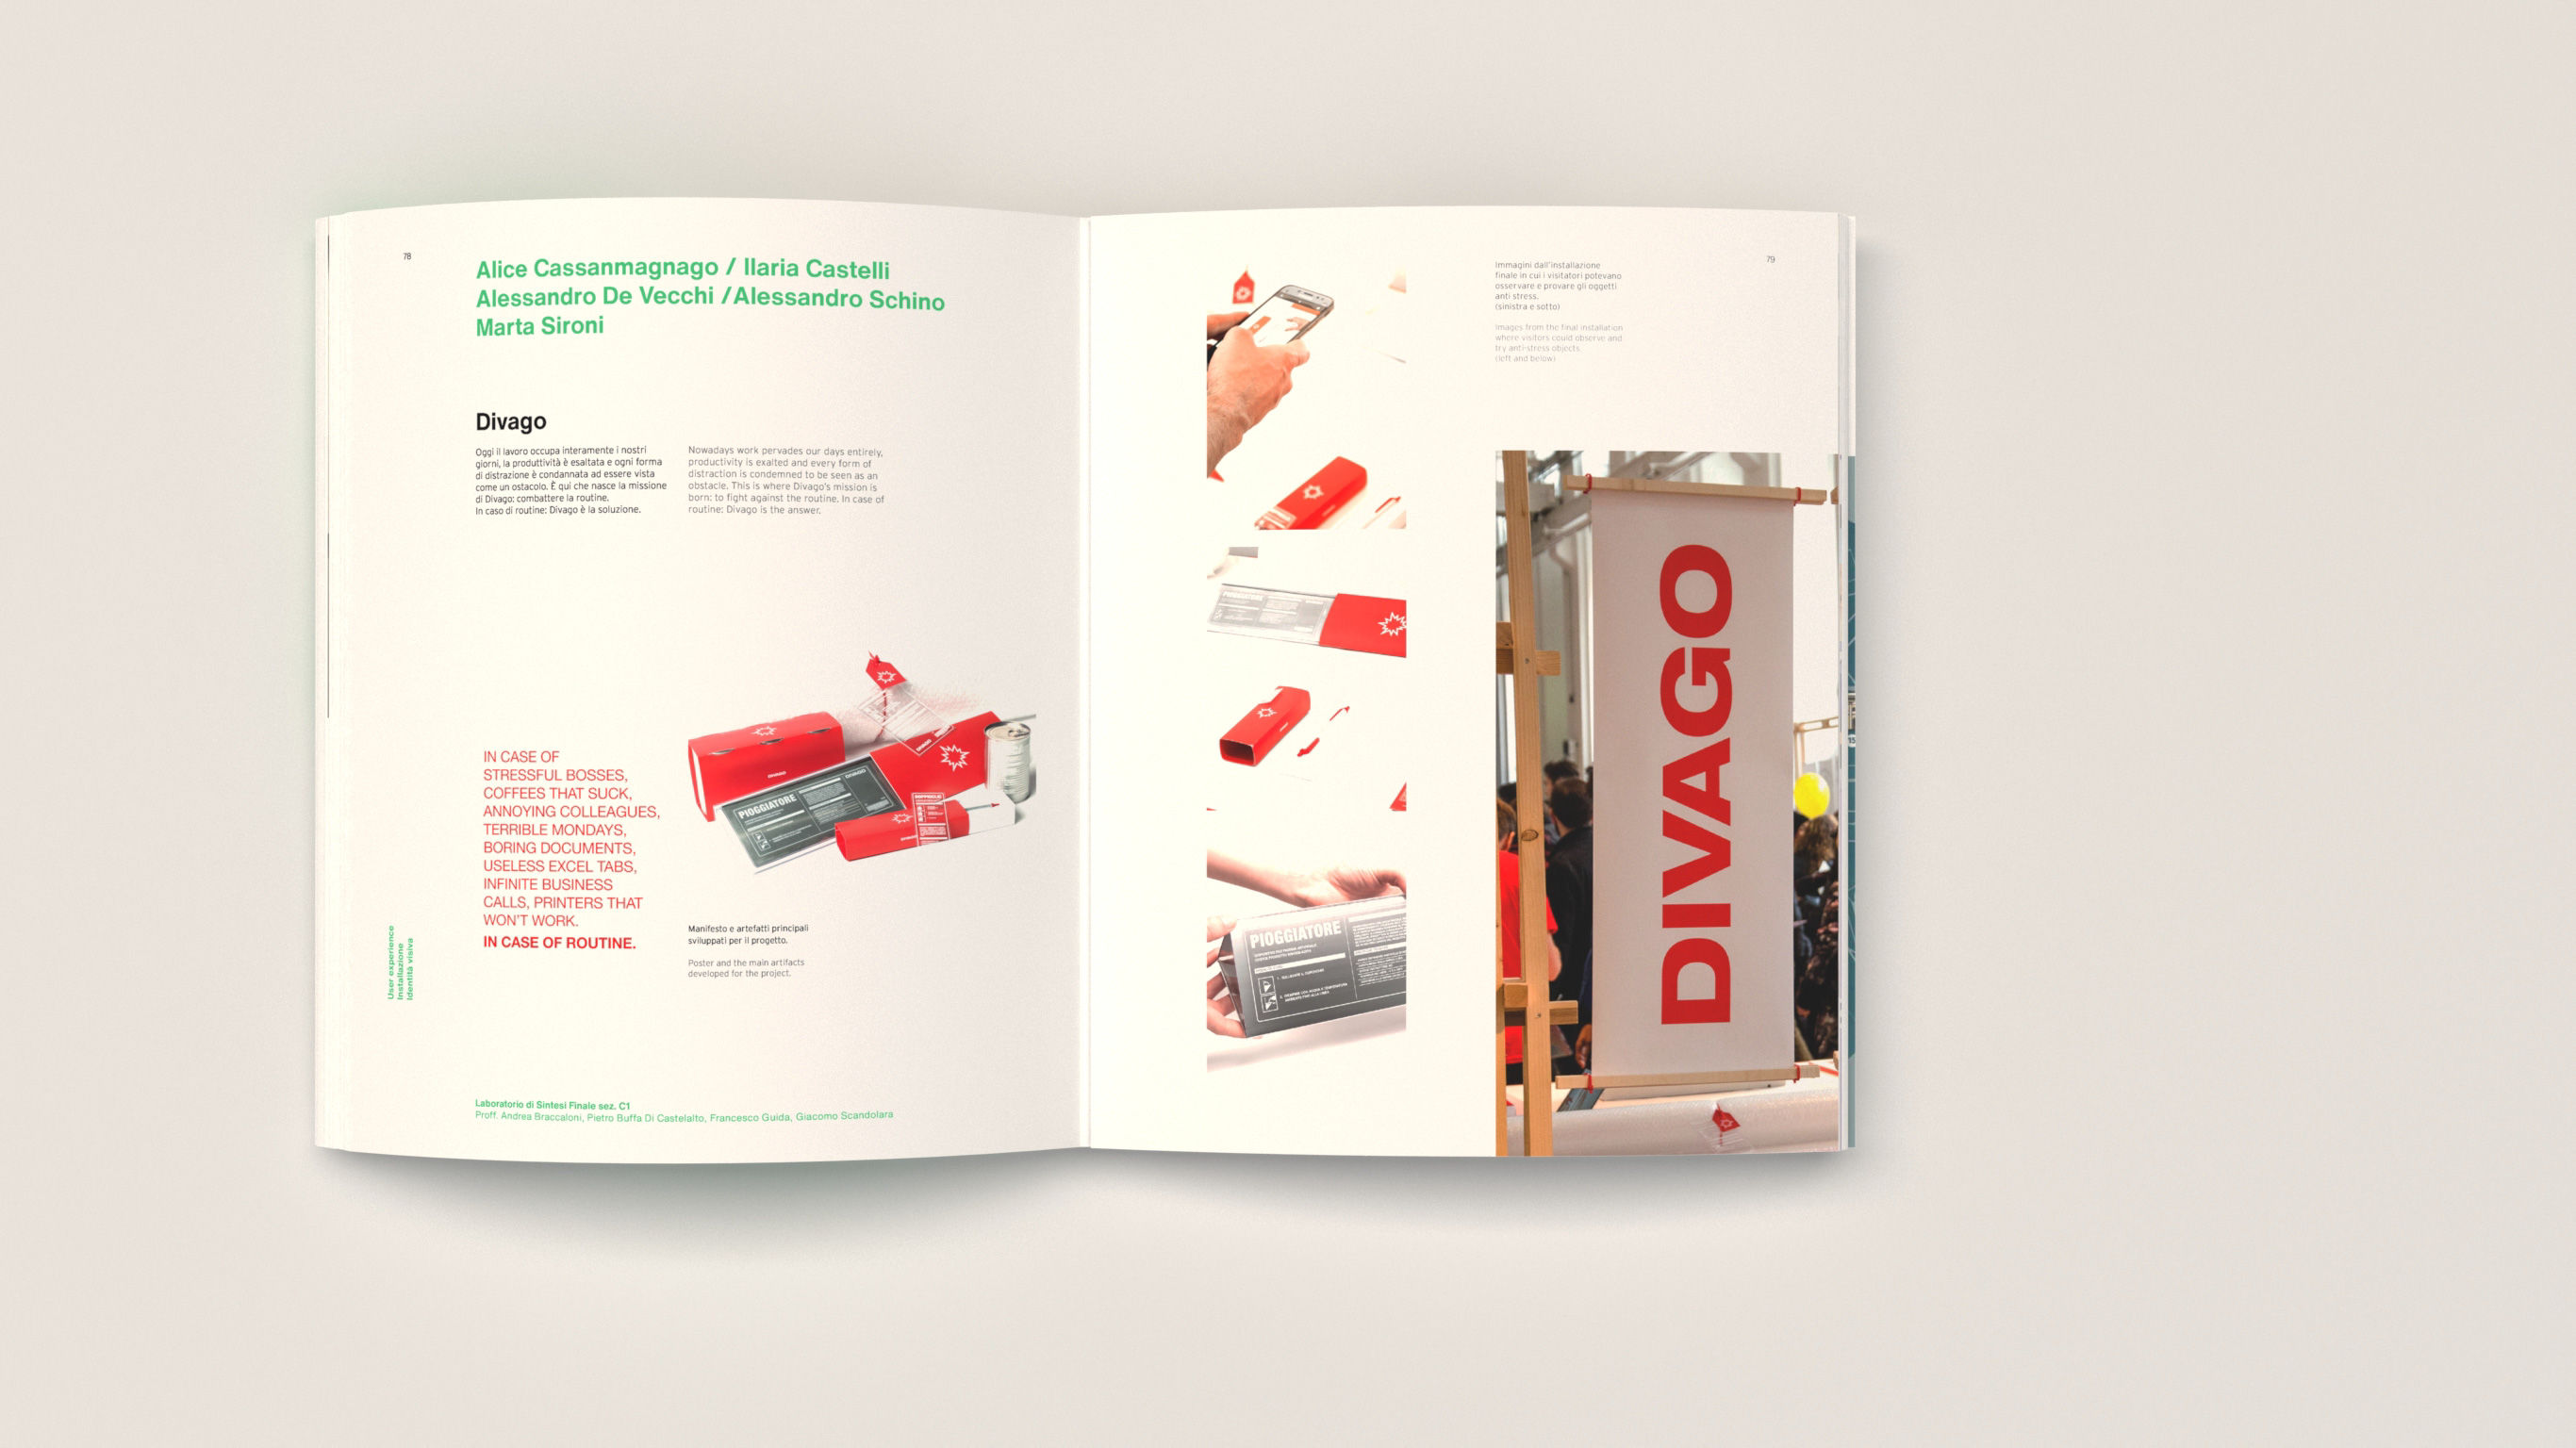 78
Alice Cassanmagnago / Ilaria Castelli
Alessandro De Vecchi /Alessandro Schino
Marta Sironi
Divago
Oggi il lavoro occupa interamente i nostri
giorni, la produttività è esaltata e ogni forma
di distrazione è condannata ad essere vista
come un ostacolo. È qui che nasce la missione
di Divago: combattere la routine.
In caso di routine: Divago è la soluzione.
Nowadays work pervades our days entirely,
productivity is exalted and every form of
distraction is condemned to be seen as an
obstacle. This is where Divago's mission is
born: to fight against the routine. In case of
routine: Divago is the answer.
IN CASE OF
STRESSFUL BOSSES,
COFFEES THAT SUCK,
ANNOYING COLLEAGUES,
TERRIBLE MONDAYS,
BORING DOCUMENTS,
USELESS EXCEL TABS,
INFINITE BUSINESS
CALLS, PRINTERS THAT
WON'T WORK.
IN CASE OF ROUTINE.
PIOGGIATORE
DIVAGO
Manifesto e artefatti principali
sviluppati per il progetto.
Poster and the main artifacts
developed for the project.
User experience
Installazione
Identità visiva
Laboratorio di Sintesi Finale sez. C1
Proff. Andrea Braccaloni, Pietro Buffa Di Castelalto, Francesco Guida, Giacomo Scandolara
79
Immagini dall'installazione
finale in cui i visitatori potevano
osservare e provare gli oggetti
anti stress.
(sinistra e sotto)
Images from the final installation
where visitors could observe and
try anti-stress objects.
(left and below)
PIOGGIATORE
PIOGGIATORE
DIVAGO